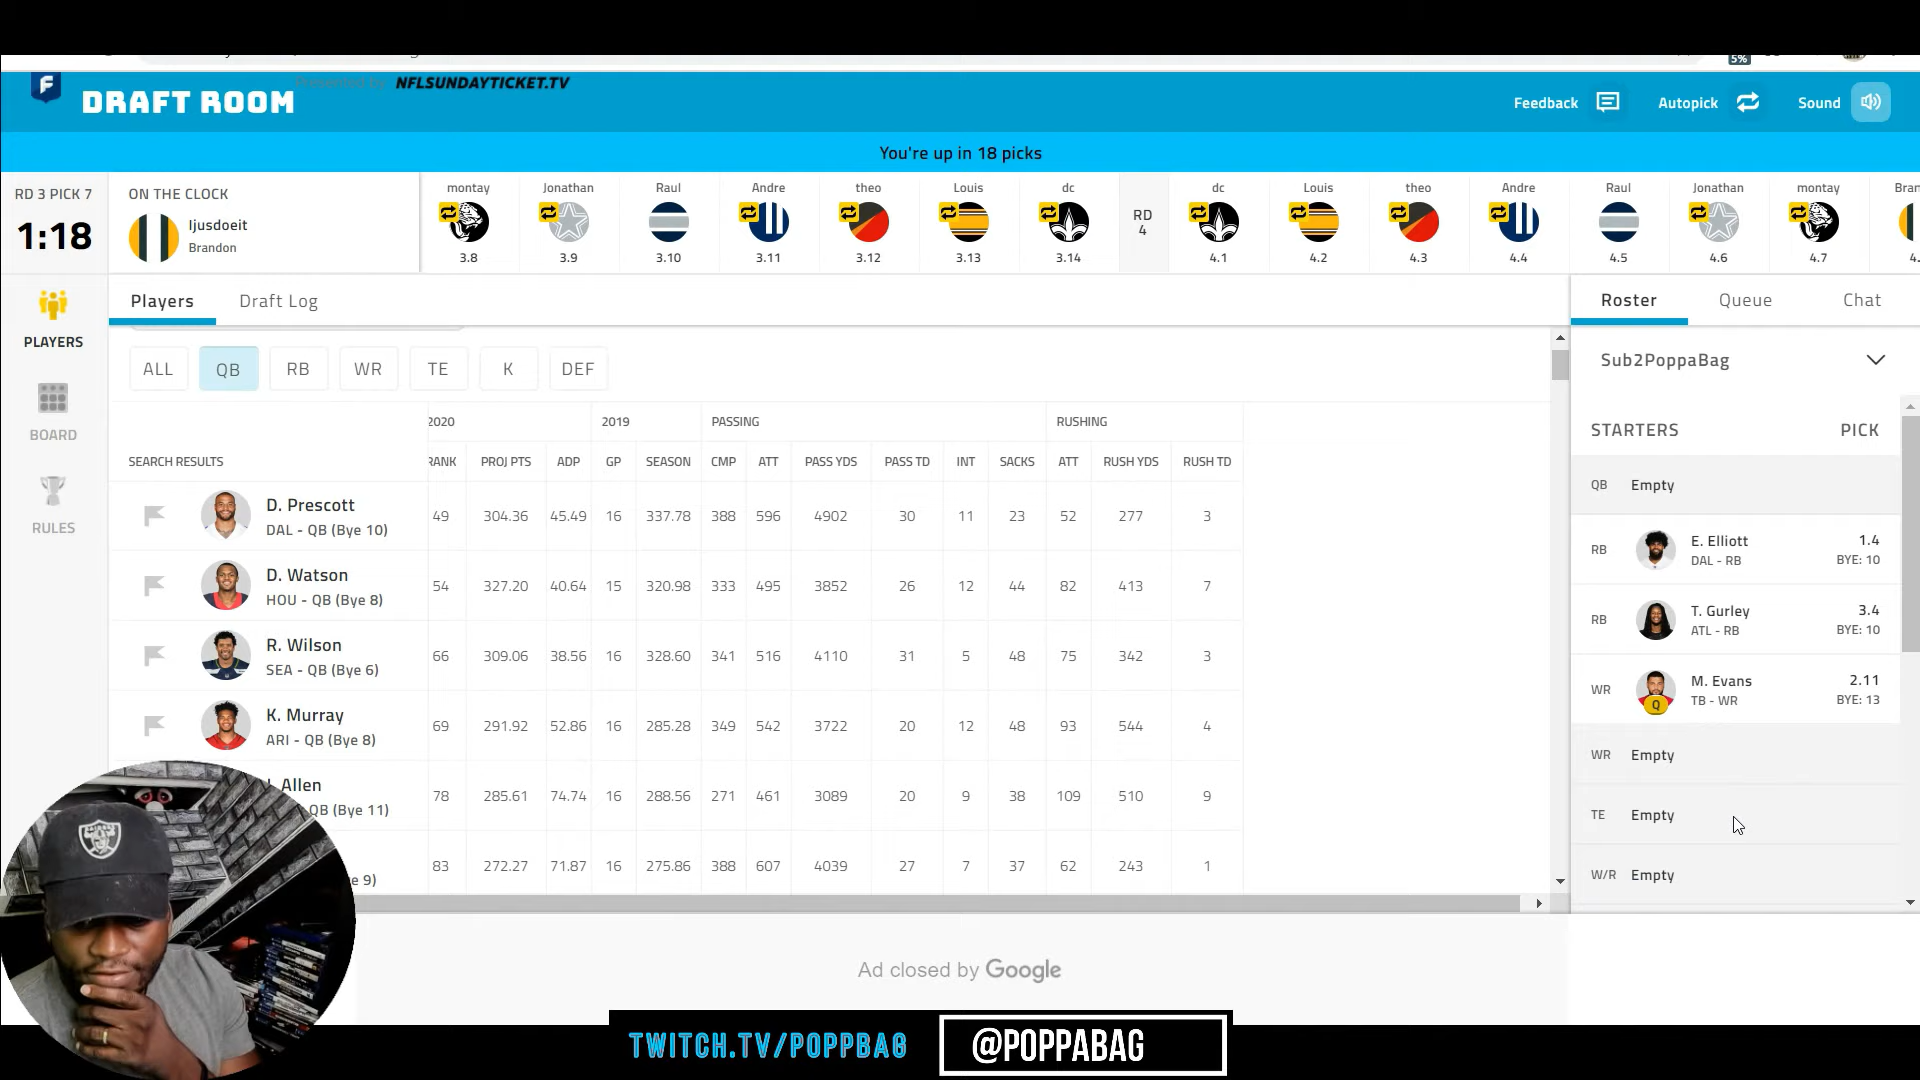 5%
F
Presented by NFLSUNDAYTICKET.TV
DRAFT ROOM
Feedback
Autopick
Sound
You're up in 18 picks
RD 3 PICK 7
1:18
ON THE CLOCK
Ijusdoeit
Brandon
montay
3.8
Jonathan
3.9
Raul
3.10
Andre
3.11
theo
3.12
Louis
3.13
dc
3.14
RD
4
dc
4.1
Louis
4.2
theo
4.3
Andre
4.4
Raul
4.5
Jonathan
4.6
montay
4.7
PLAYERS
BOARD
RULES
Players
Draft Log
ALL QB RB WR TE K DEF
2020 2019 PASSING RUSHING
SEARCH RESULTS RANK PROJ PTS ADP GP SEASON CMP ATT PASS YDS PASS TD INT SACKS ATT RUSH YDS RUSH TD
D. Prescott
DAL - QB (Bye 10)
49 304.36 45.49 16 337.78 388 596 4902 30 11 23 52 277 3
D. Watson
HOU - QB (Bye 8)
54 327.20 40.64 15 320.98 333 495 3852 26 12 44 82 413 7
R. Wilson
SEA - QB (Bye 6)
66 309.06 38.56 16 328.60 341 516 4110 31 5 48 75 342 3
K. Murray
ARI - QB (Bye 8)
69 291.92 52.86 16 285.28 349 542 3722 20 12 48 93 544 4
Allen
QB (Bye 11)
78 285.61 74.74 16 288.56 271 461 3089 20 9 38 109 510 9
e 9)
83 272.27 71.87 16 275.86 388 607 4039 27 7 37 62 243 1
Roster
Queue
Chat
Sub2PoppaBag
STARTERS PICK
QB Empty
RB E. Elliott 1.4
DAL - RB BYE: 10
RB T. Gurley 3.4
ATL - RB BYE: 10
WR M. Evans 2.11
Q TB - WR BYE: 13
WR Empty
TE Empty
W/R Empty
RAIDERS
Ad closed by Google
TWITCH.TV/POPPBAG
@POPPABAG